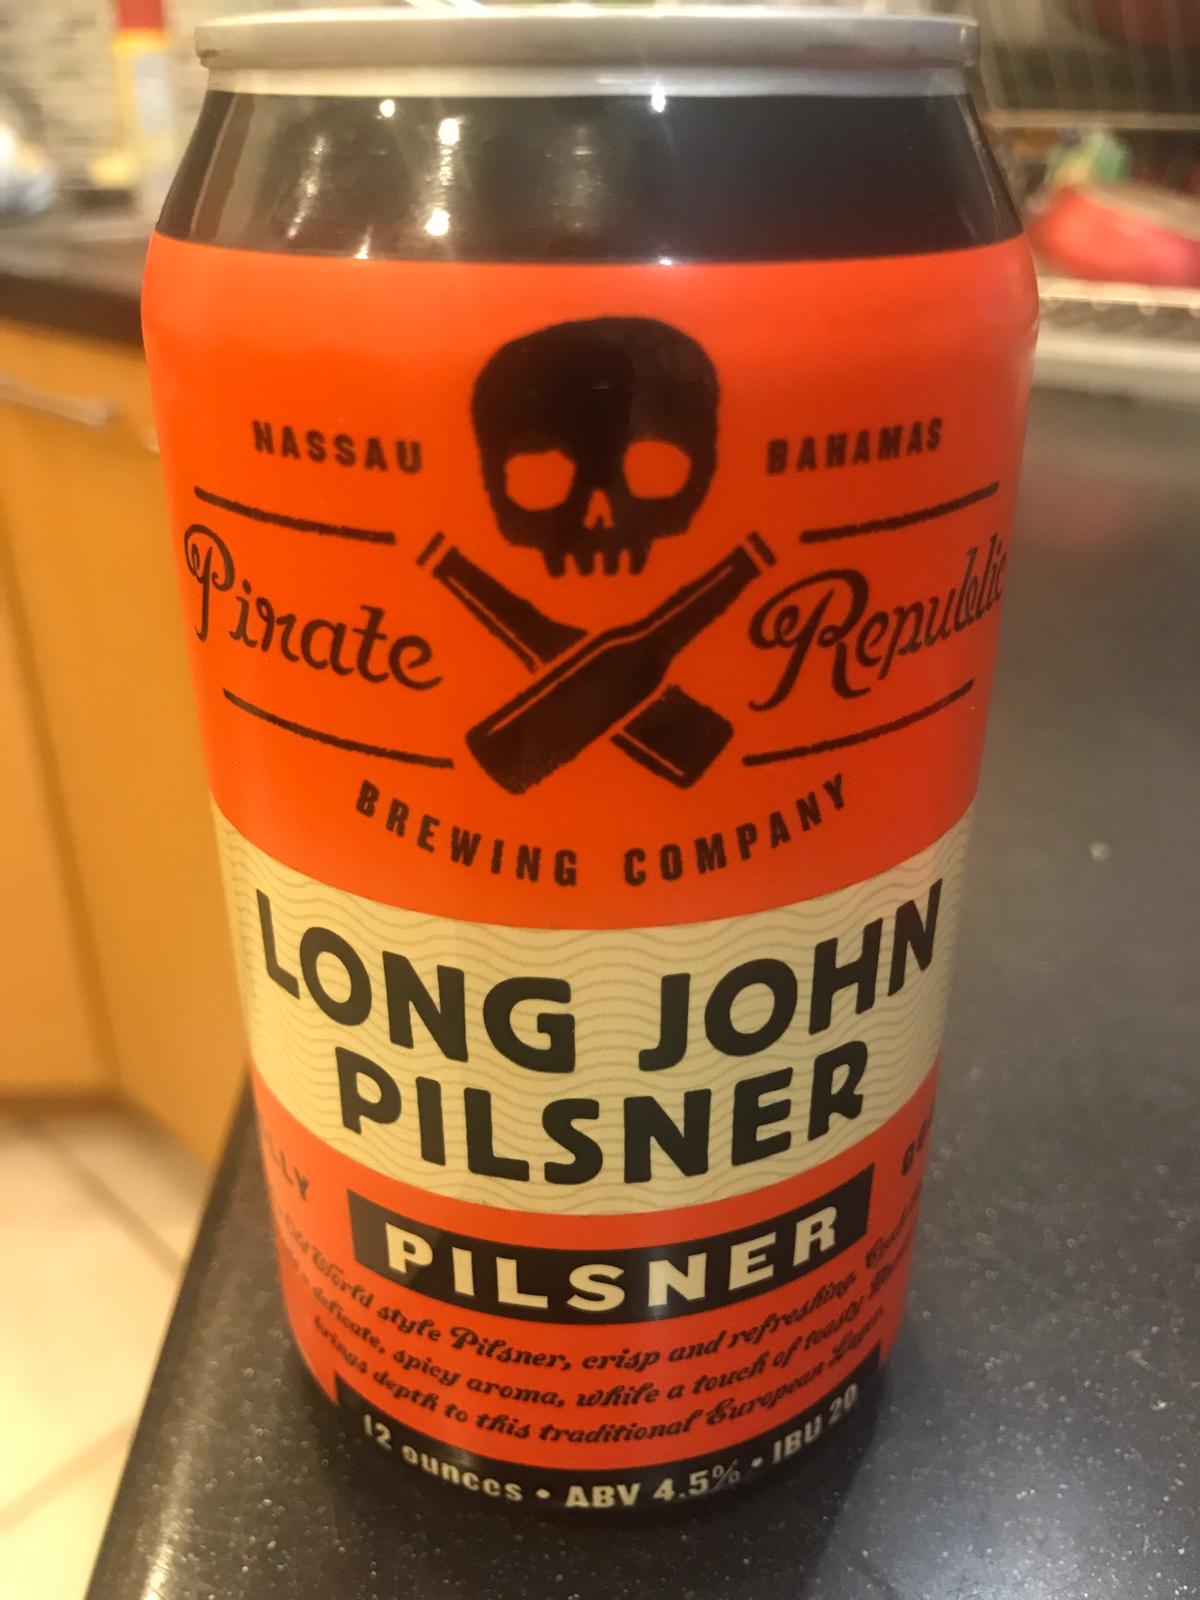 NASSAU BAHAMAS
Pirate Republic
BREWING COMPANY
LONG JOHN
PILSNER
PILSNER
Old World style Pilsner, crisp and refreshing.
a delicate, spicy aroma, while a touch of toasty
brings depth to this traditional European Lager.
12 ounces • ABV 4.5% • IBU 20